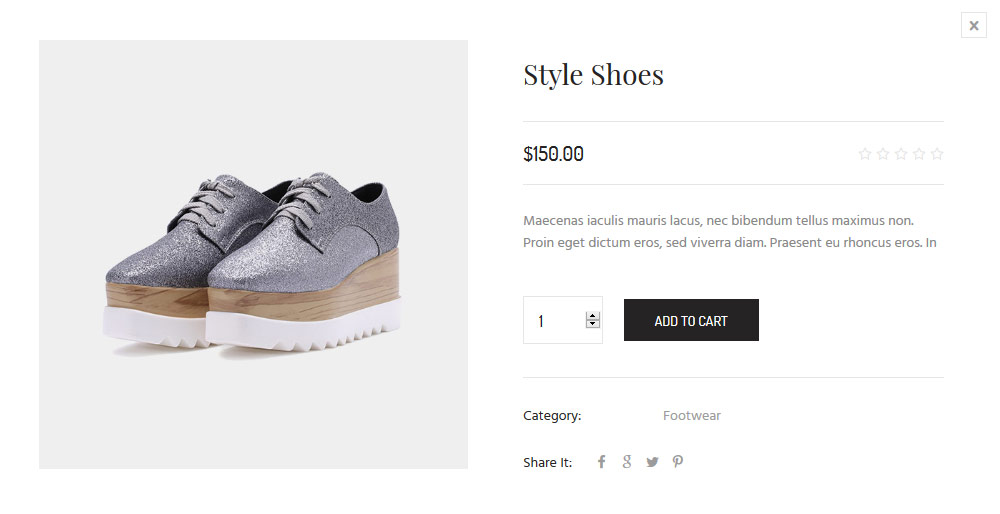 x
Style Shoes
$150.00
Maecenas iaculis mauris lacus, nec bibendum tellus maximus non.
Proin eget dictum eros, sed viverra diam. Praesent eu rhoncus eros. In
1
ADD TO CART
Category: Footwear
Share It: